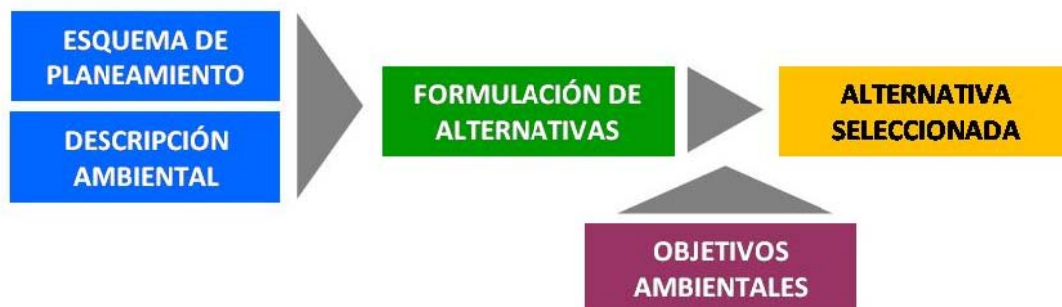 ESQUEMA DE
PLANEAMIENTO
DESCRIPCIÓN
AMBIENTAL
FORMULACIÓN DE
ALTERNATIVAS
ALTERNATIVA
SELECCIONADA
OBJETIVOS
AMBIENTALES